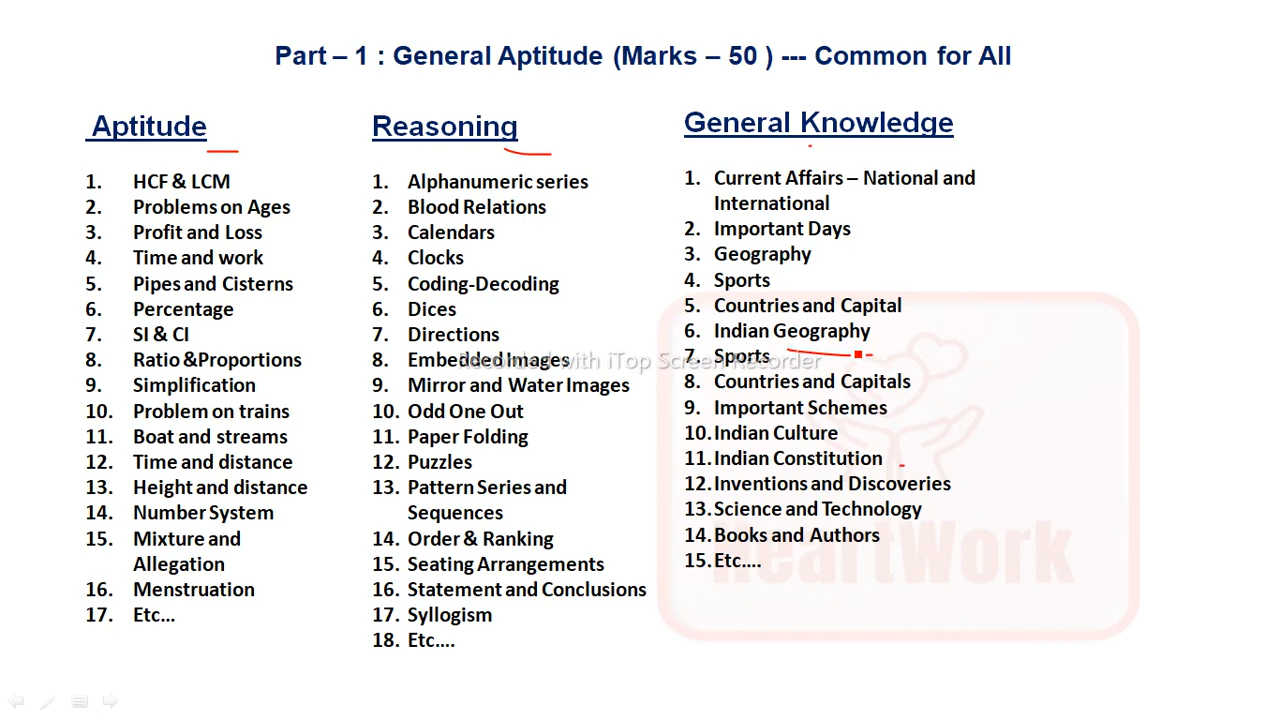 Part – 1 : General Aptitude (Marks – 50 ) --- Common for All
Aptitude
1. HCF & LCM
2. Problems on Ages
3. Profit and Loss
4. Time and work
5. Pipes and Cisterns
6. Percentage
7. SI & CI
8. Ratio &Proportions
9. Simplification
10. Problem on trains
11. Boat and streams
12. Time and distance
13. Height and distance
14. Number System
15. Mixture and
Allegation
16. Menstruation
17. Etc...
Reasoning
1. Alphanumeric series
2. Blood Relations
3. Calendars
4. Clocks
5. Coding-Decoding
6. Dices
7. Directions
8. Embedded Images
9. Mirror and Water Images
10. Odd One Out
11. Paper Folding
12. Puzzles
13. Pattern Series and
Sequences
14. Order & Ranking
15. Seating Arrangements
16. Statement and Conclusions
17. Syllogism
18. Etc....
General Knowledge
1. Current Affairs – National and
International
2. Important Days
3. Geography
4. Sports
5. Countries and Capital
6. Indian Geography
7. Sports
8. Countries and Capitals
9. Important Schemes
10. Indian Culture
11. Indian Constitution
12. Inventions and Discoveries
13. Science and Technology
14. Books and Authors
15. Etc....
Recorded with iTop Screen Recorder
HeartWork